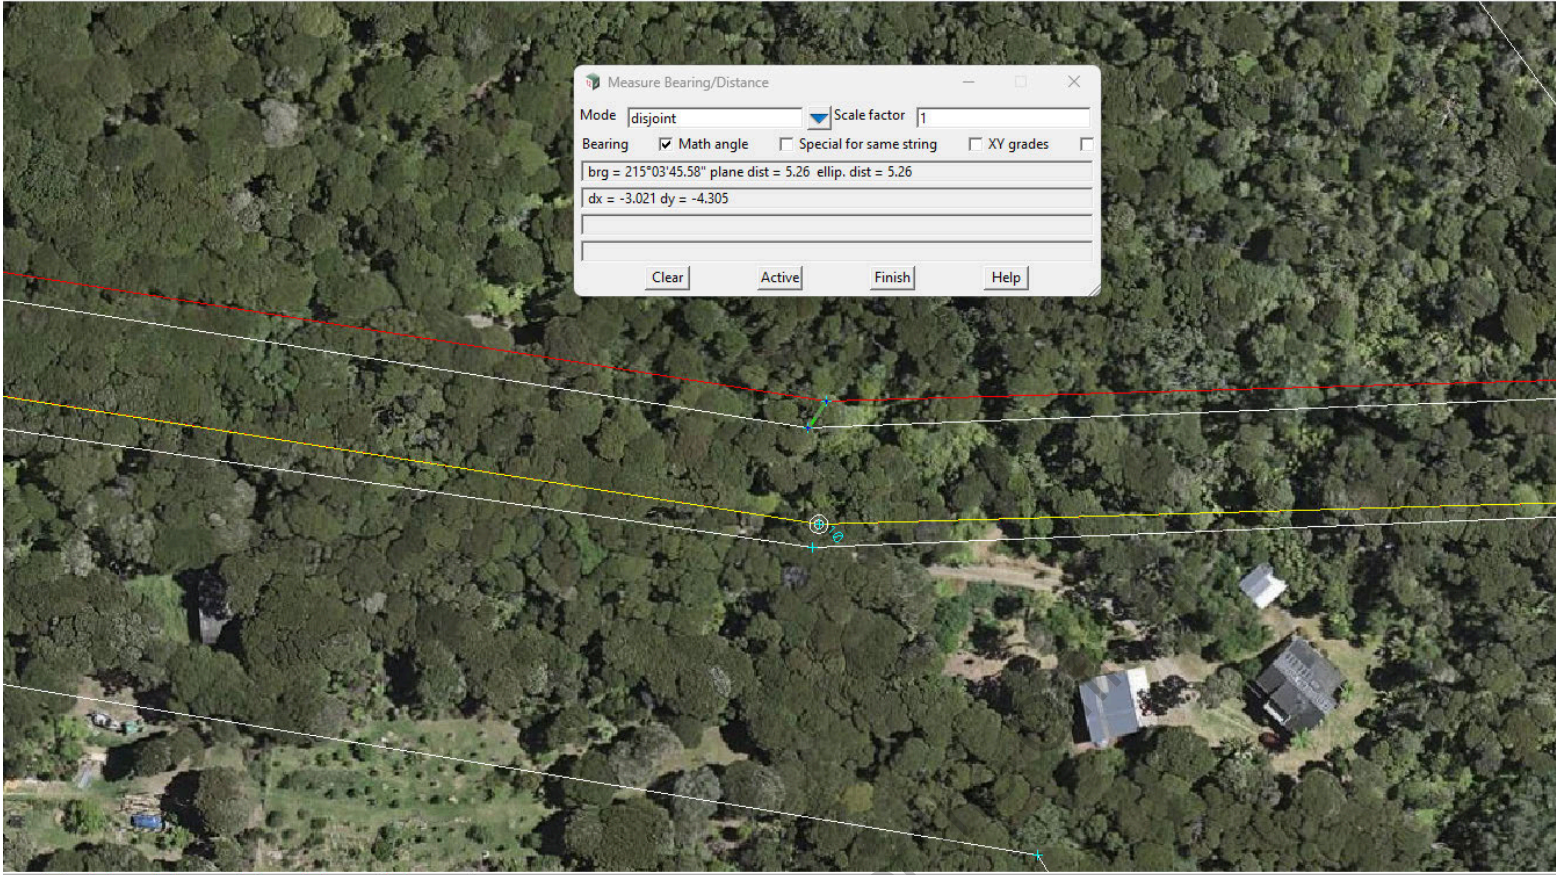 Measure Bearing/Distance
Mode disjoint Scale factor 1
Bearing Math angle Special for same string XY grades
brg = 215°03'45.58" plane dist = 5.26 ellip. dist = 5.26
dx = -3.021 dy = -4.305
Clear Active Finish Help